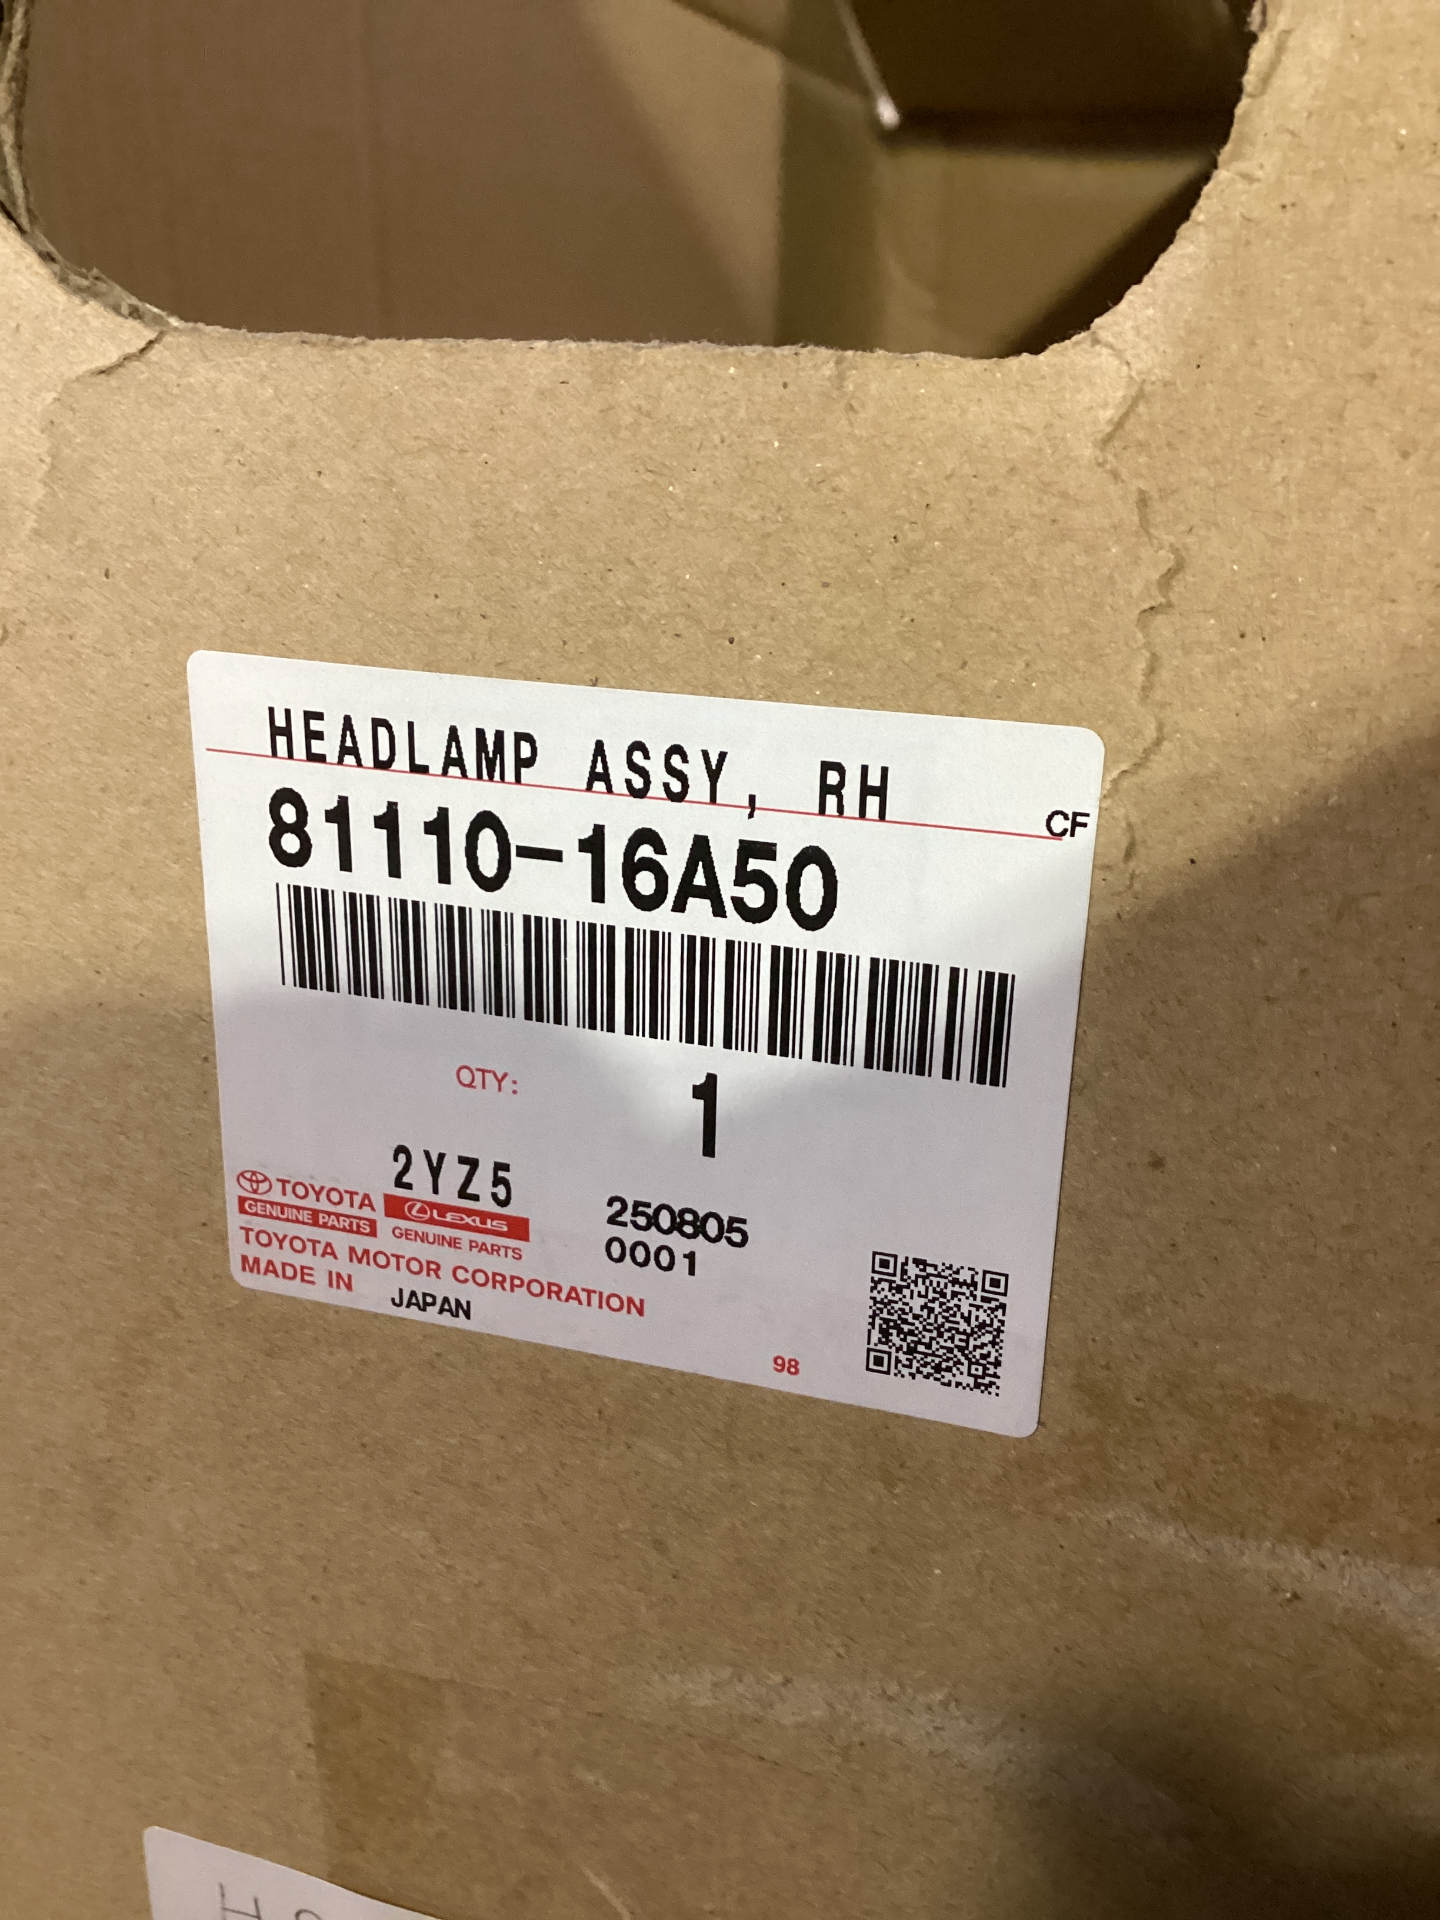 HEADLAMP ASSY, RH
CF
81110-16A50
QTY: 1
2YZ5
TOYOTA
GENUINE PARTS
LEXUS
GENUINE PARTS
250805
0001
TOYOTA MOTOR CORPORATION
MADE IN JAPAN
98